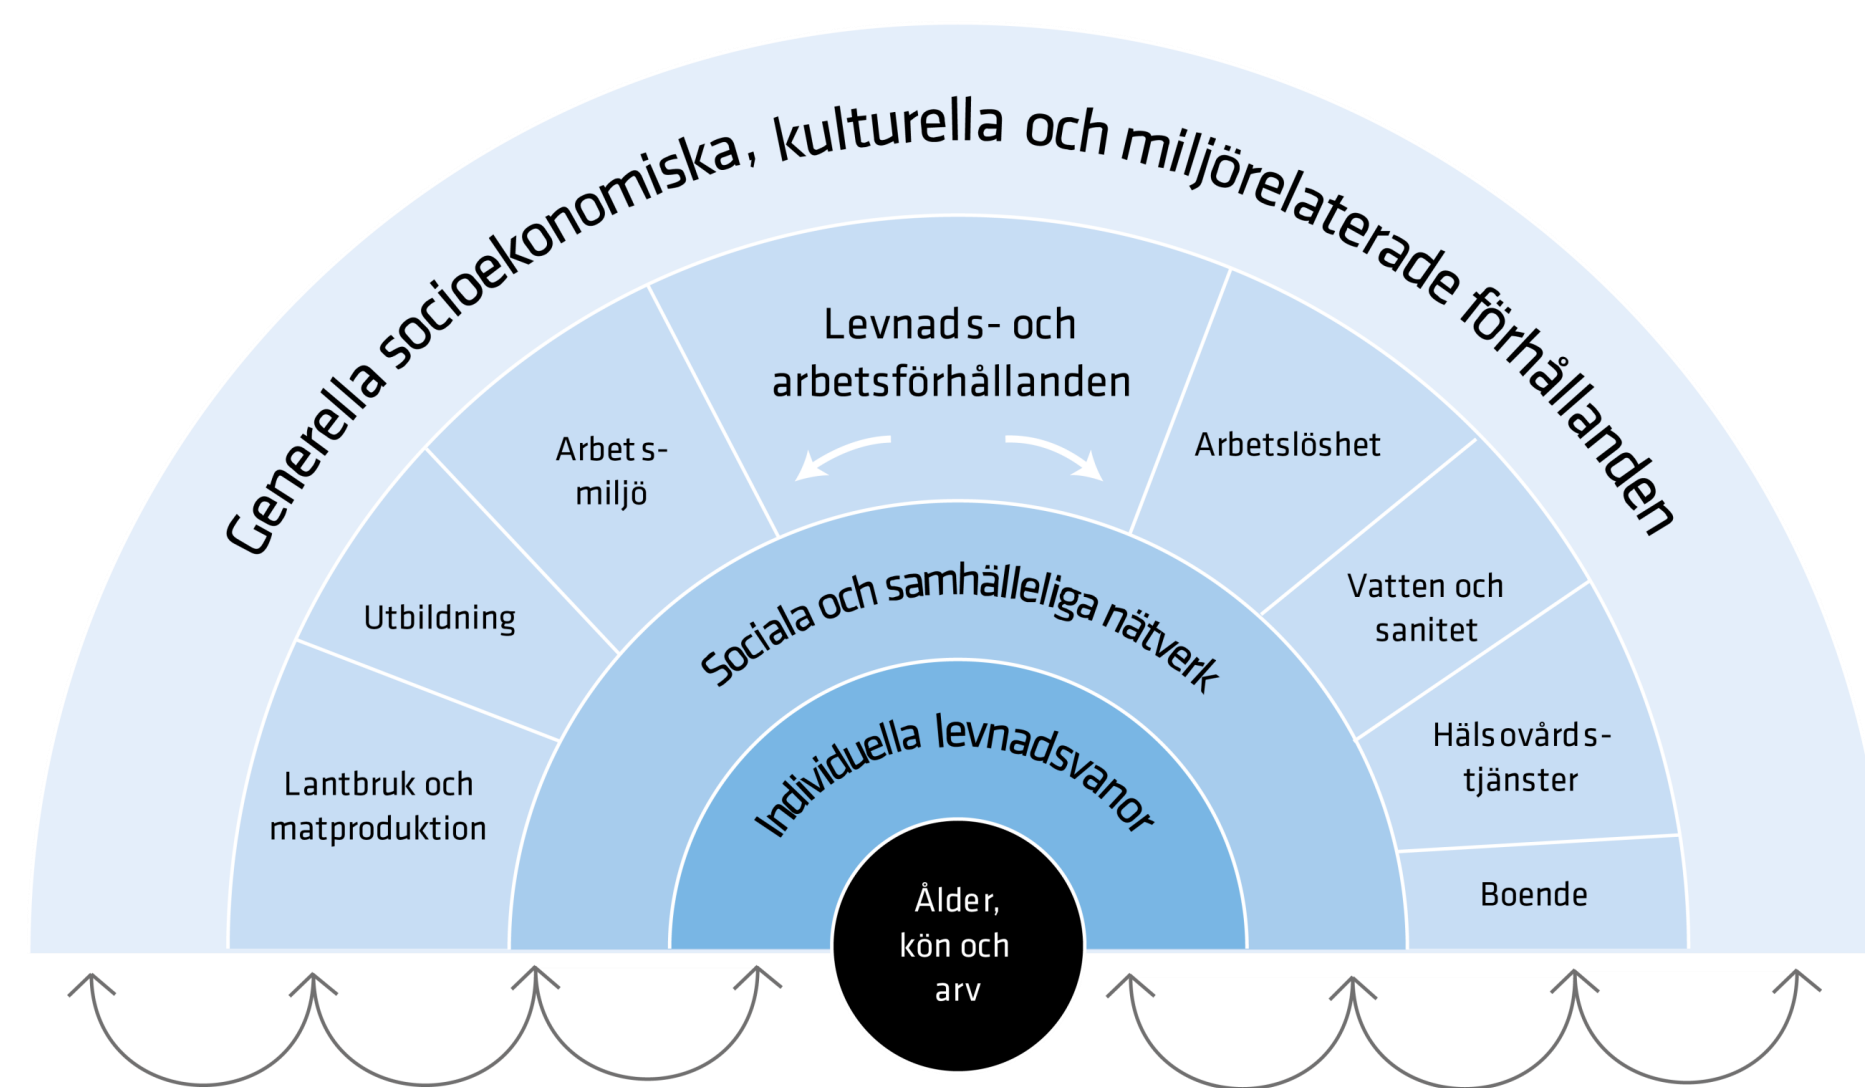 Generella socioekonomiska, kulturella och miljörelaterade förhållanden
Levnads- och
arbetsförhållanden
Arbets-
miljö
Arbetslöshet
Utbildning
Vatten och
sanitet
Lantbruk och
matproduktion
Hälsovårds-
tjänster
Boende
Sociala och samhälleliga nätverk
Individuella levnadsvanor
Ålder,
kön och
arv